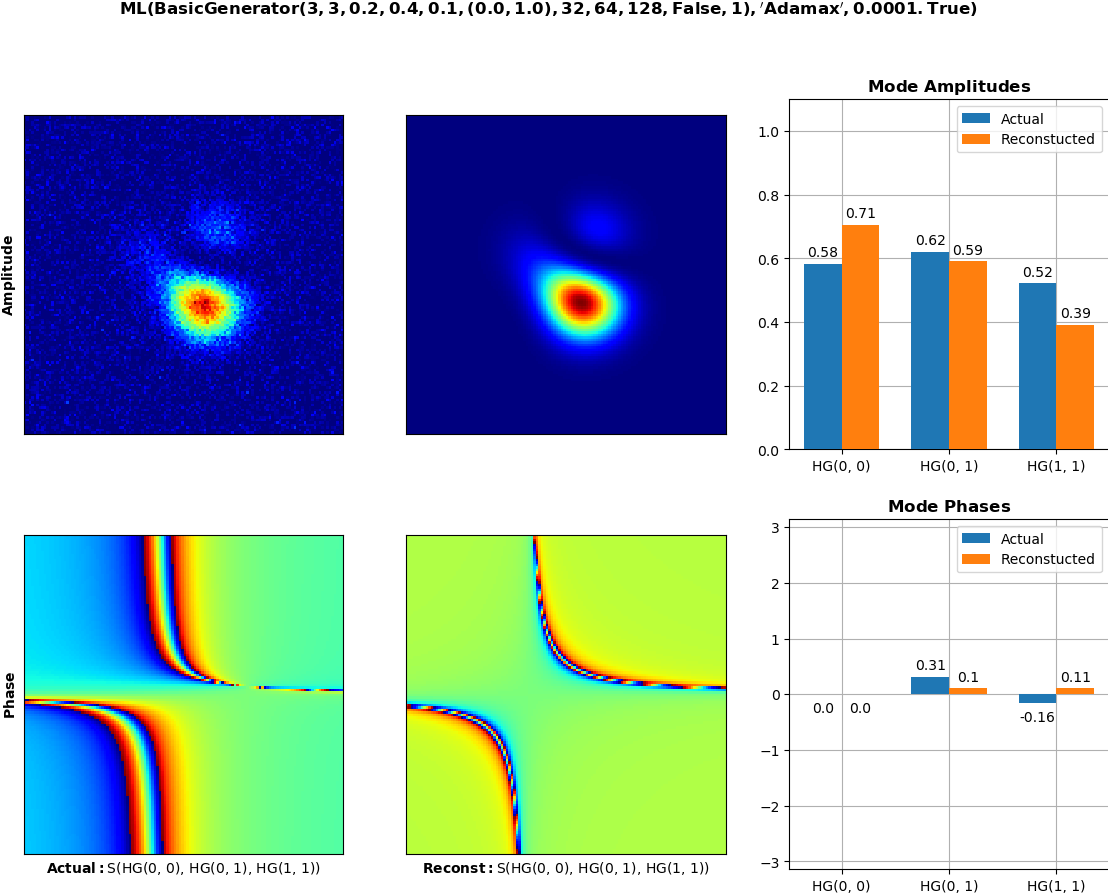 ML(BasicGenerator(3, 3, 0.2, 0.4, 0.1, (0.0, 1.0), 32, 64, 128, False, 1), ′Adamax′, 0.0001. True)
Amplitude
Mode Amplitudes
Actual
Reconstucted
1.0
0.8
0.6
0.4
0.2
0.0
0.58
0.71
0.62
0.59
0.52
0.39
HG(0, 0)
HG(0, 1)
HG(1, 1)
Phase
Actual: S(HG(0, 0), HG(0, 1), HG(1, 1))
Reconst: S(HG(0, 0), HG(0, 1), HG(1, 1))
Mode Phases
Actual
Reconstucted
3
2
1
0
−1
−2
−3
0.0
0.0
0.31
0.1
-0.16
0.11
HG(0, 0)
HG(0, 1)
HG(1, 1)